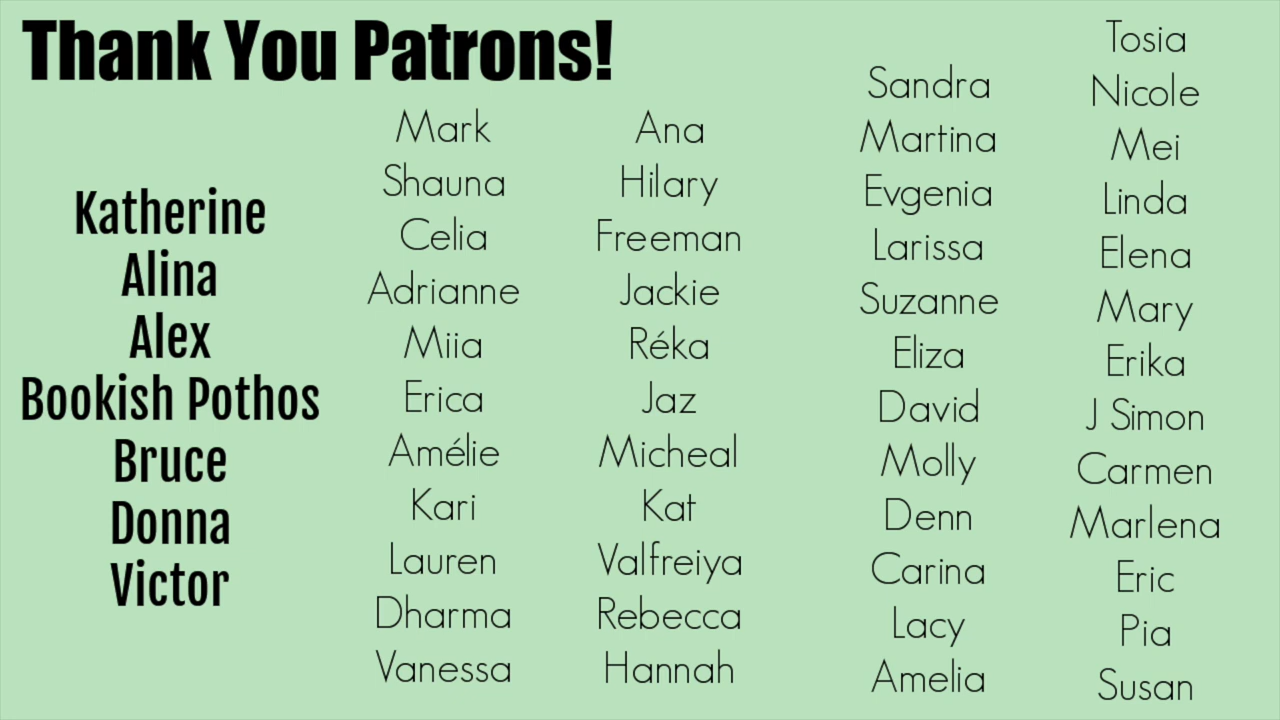 Thank You Patrons!
Katherine
Alina
Alex
Bookish Pothos
Bruce
Donna
Victor
Mark
Shauna
Celia
Adrianne
Miia
Erica
Amélie
Kari
Lauren
Dharma
Vanessa
Ana
Hilary
Freeman
Jackie
Réka
Jaz
Micheal
Kat
Valfreiya
Rebecca
Hannah
Sandra
Martina
Evgenia
Larissa
Suzanne
Eliza
David
Molly
Denn
Carina
Lacy
Amelia
Tosia
Nicole
Mei
Linda
Elena
Mary
Erika
J Simon
Carmen
Marlena
Eric
Pia
Susan